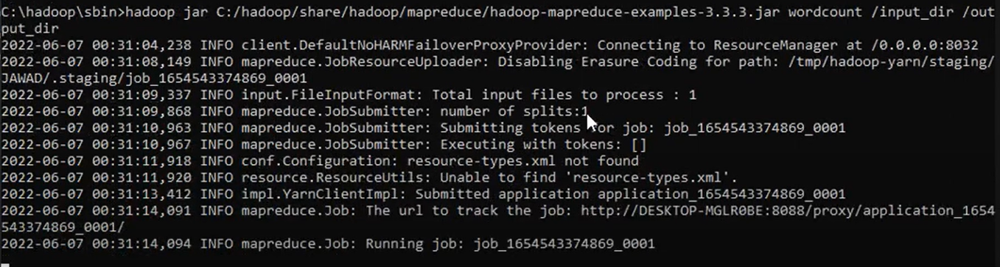 C:\hadoop\sbin>hadoop jar C:/hadoop/share/hadoop/mapreduce/hadoop-mapreduce-examples-3.3.3.jar wordcount /input_dir /out
put_dir
2022-06-07 00:31:04,238 INFO client.DefaultNoHARMFailoverProxyProvider: Connecting to ResourceManager at /0.0.0.0:8032
2022-06-07 00:31:08,149 INFO mapreduce.JobResourceUploader: Disabling Erasure Coding for path: /tmp/hadoop-yarn/staging/
JAWAD/.staging/job_1654543374869_0001
2022-06-07 00:31:09,337 INFO input.FileInputFormat: Total input files to process : 1
2022-06-07 00:31:09,868 INFO mapreduce.JobSubmitter: number of splits:1
2022-06-07 00:31:10,963 INFO mapreduce.JobSubmitter: Submitting tokens for job: job_1654543374869_0001
2022-06-07 00:31:10,967 INFO mapreduce.JobSubmitter: Executing with tokens: []
2022-06-07 00:31:11,918 INFO conf.Configuration: resource-types.xml not found
2022-06-07 00:31:11,920 INFO resource.ResourceUtils: Unable to find 'resource-types.xml'.
2022-06-07 00:31:13,412 INFO impl.YarnClientImpl: Submitted application application_1654543374869_0001
2022-06-07 00:31:14,091 INFO mapreduce.Job: The url to track the job: http://DESKTOP-MGLR0BE:8088/proxy/application_1654
543374869_0001/
2022-06-07 00:31:14,094 INFO mapreduce.Job: Running job: job_1654543374869_0001